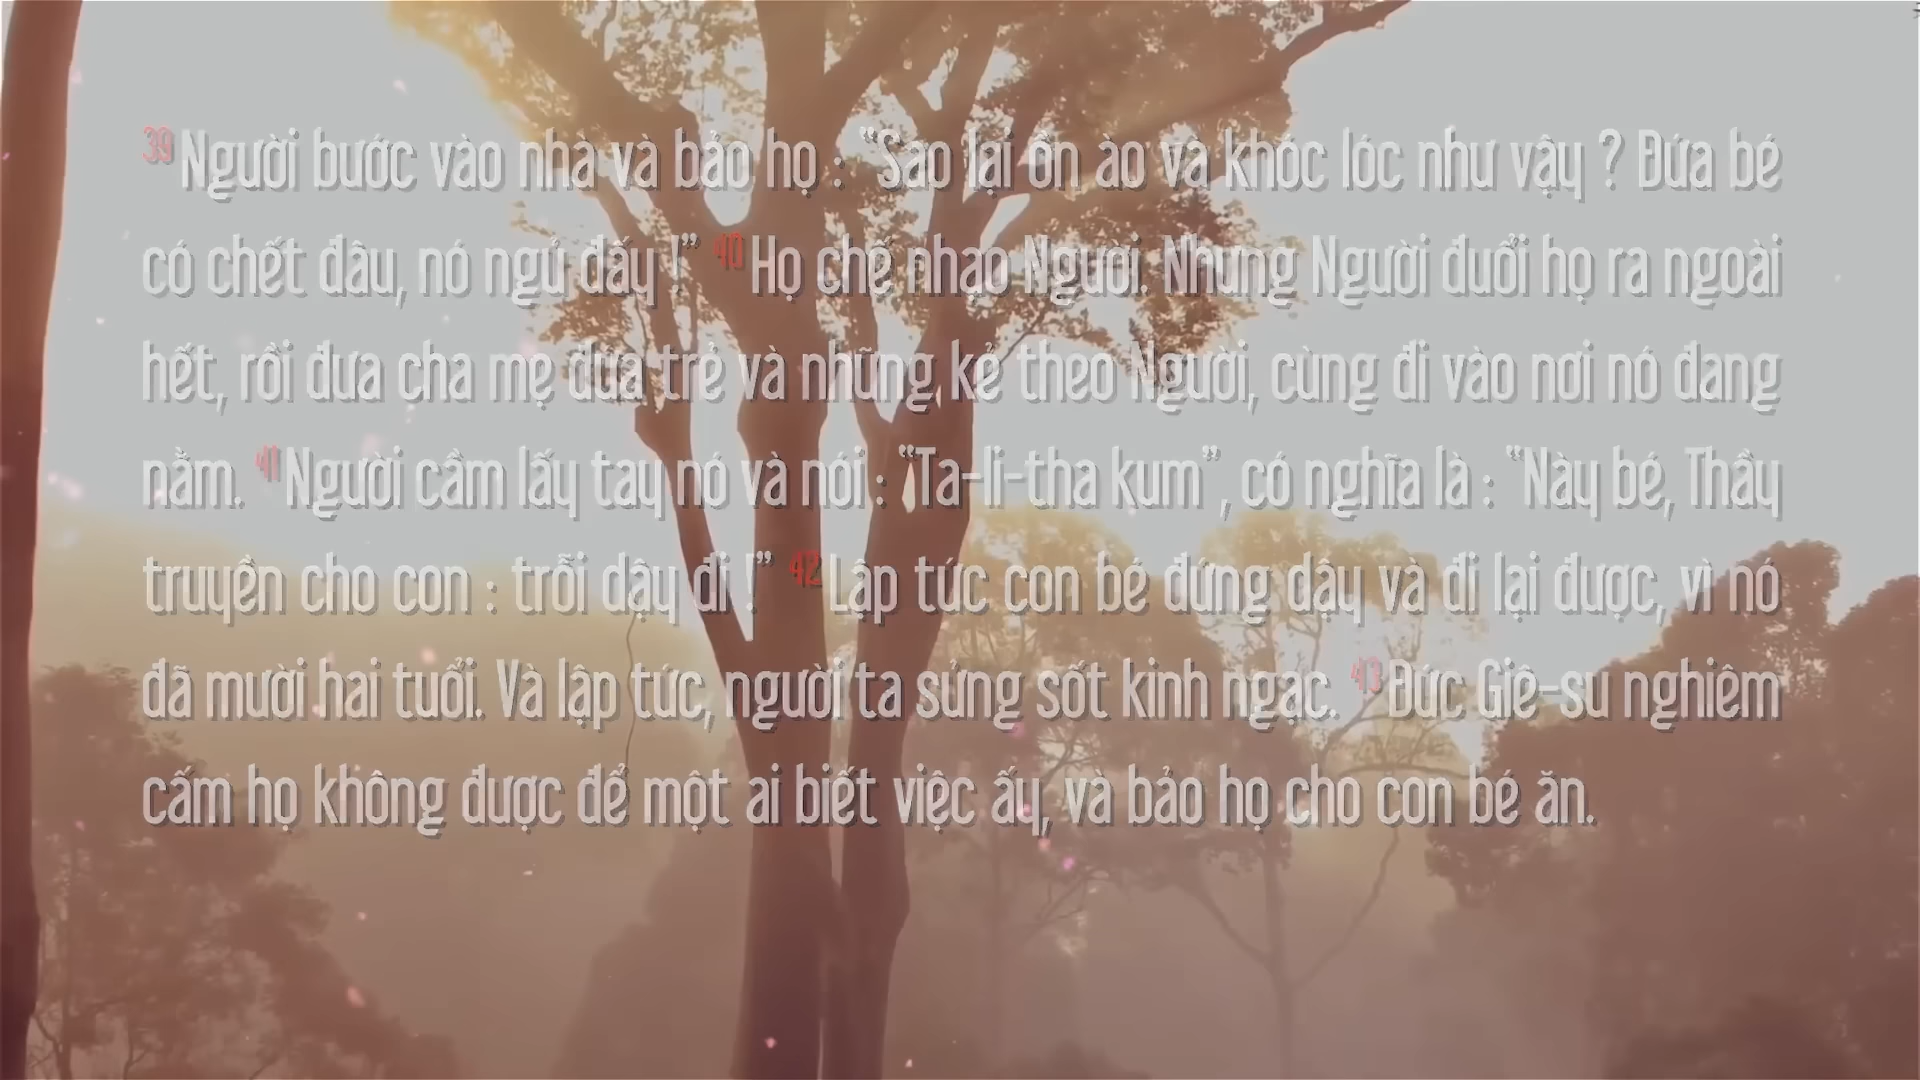 39 Người bước vào nhà và bảo họ : “Sao lại ồn ào và khóc lóc như vậy ? Đứa bé
có chết đâu, nó ngủ đấy !” 40 Họ chế nhạo Người. Nhưng Người đuổi họ ra ngoài
hết, rồi đưa cha mẹ đứa trẻ và những kẻ theo Người, cùng đi vào nơi nó đang
nằm. 41 Người cầm lấy tay nó và nói : “Ta-li-tha kum”, có nghĩa là : “Này bé, Thầy
truyền cho con : trỗi dậy đi !” 42 Lập tức con bé đứng dậy và đi lại được, vì nó
đã mười hai tuổi. Và lập tức, người ta sửng sốt kinh ngạc. 43 Đức Giê-su nghiêm
cấm họ không được để một ai biết việc ấy, và bảo họ cho con bé ăn.